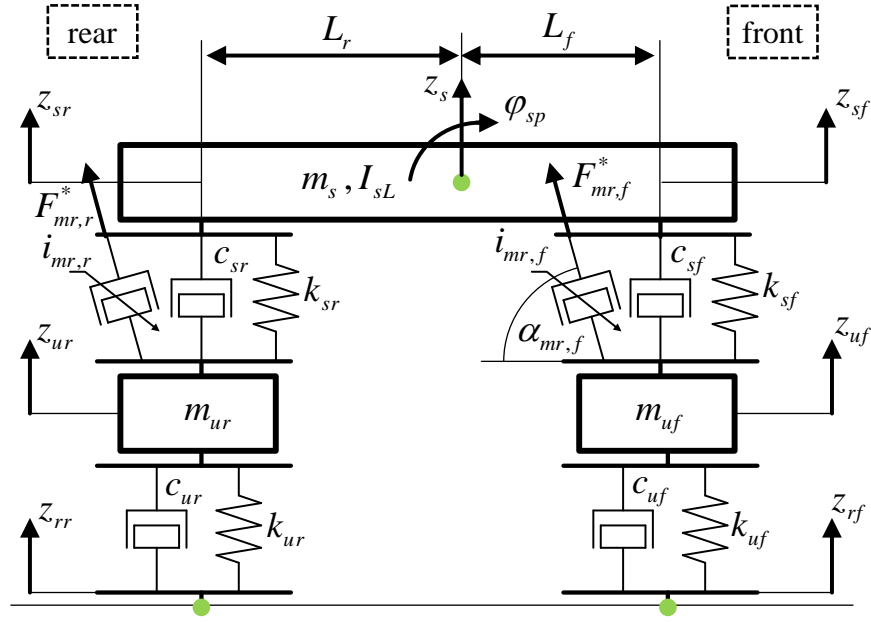 rear L_r L_f front
z_sr z_s φ_sp z_sf
m_s , I_sL
F*_mr,r F*_mr,f
i_mr,r c_sr k_sr i_mr,f c_sf k_sf
z_ur α_mr,f z_uf
m_ur m_uf
c_ur c_uf
z_rr k_ur k_uf z_rf